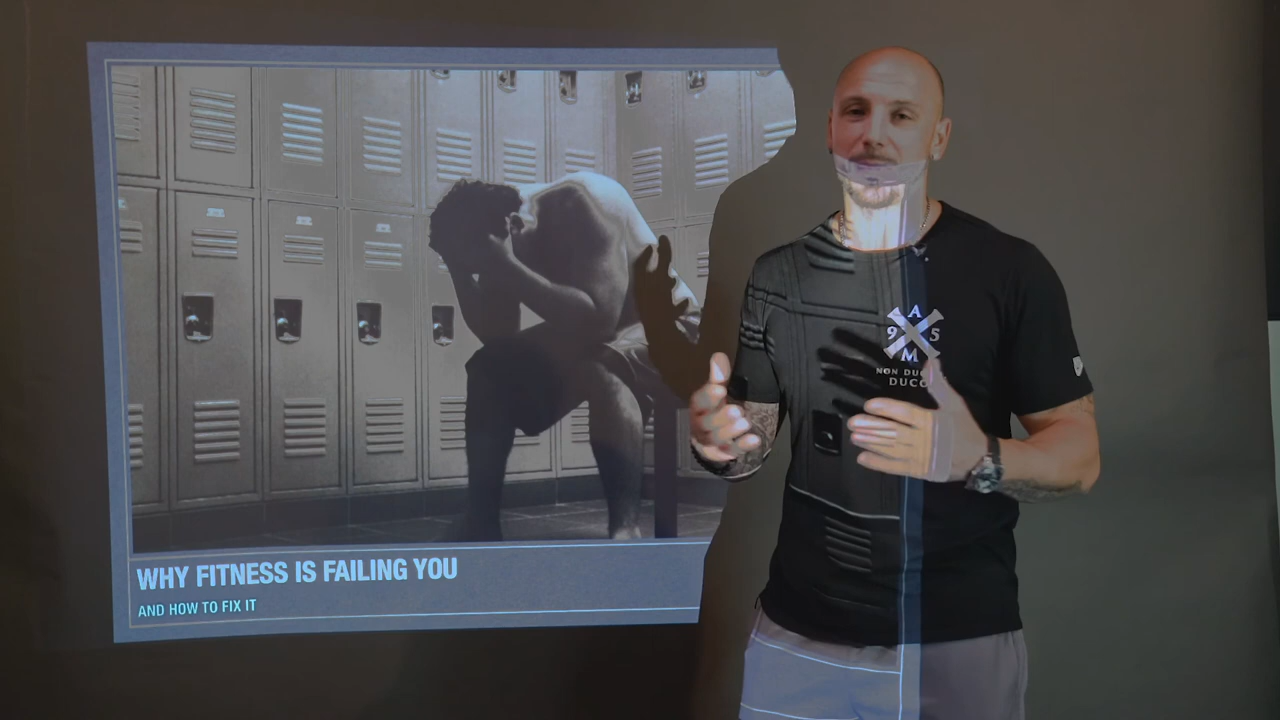 WHY FITNESS IS FAILING YOU
AND HOW TO FIX IT
A
9 5
M
NON DUC
DUCO